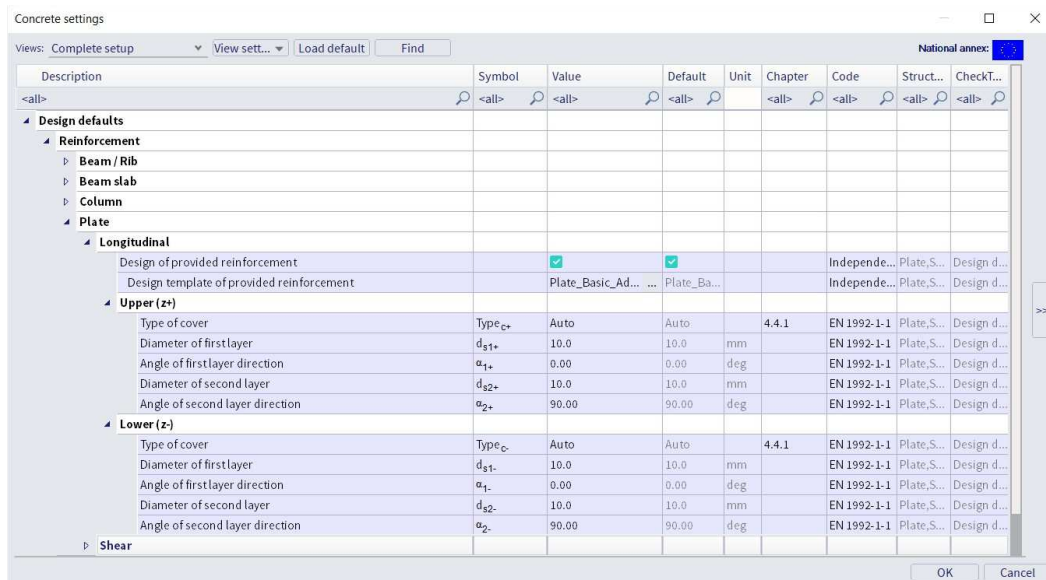 Concrete settings
Views: Complete setup View sett... Load default Find National annex:
Description Symbol Value Default Unit Chapter Code Struct... CheckT...
<all> <all> <all> <all> <all> <all> <all> <all>
Design defaults
Reinforcement
Beam / Rib
Beam slab
Column
Plate
Longitudinal
Design of provided reinforcement Independe... Plate,S... Design d...
Design template of provided reinforcement Plate_Basic_Ad... ... Plate_Ba... Independe... Plate,S... Design d...
Upper (z+)
Type of cover Typec+ Auto Auto 4.4.1 EN 1992-1-1 Plate,S... Design d...
Diameter of first layer ds1+ 10.0 10.0 mm EN 1992-1-1 Plate,S... Design d...
Angle of first layer direction α1+ 0.00 0.00 deg EN 1992-1-1 Plate,S... Design d...
Diameter of second layer ds2+ 10.0 10.0 mm EN 1992-1-1 Plate,S... Design d...
Angle of second layer direction α2+ 90.00 90.00 deg EN 1992-1-1 Plate,S... Design d...
Lower (z-)
Type of cover Typec- Auto Auto 4.4.1 EN 1992-1-1 Plate,S... Design d...
Diameter of first layer ds1- 10.0 10.0 mm EN 1992-1-1 Plate,S... Design d...
Angle of first layer direction α1- 0.00 0.00 deg EN 1992-1-1 Plate,S... Design d...
Diameter of second layer ds2- 10.0 10.0 mm EN 1992-1-1 Plate,S... Design d...
Angle of second layer direction α2- 90.00 90.00 deg EN 1992-1-1 Plate,S... Design d...
Shear
>>
OK Cancel